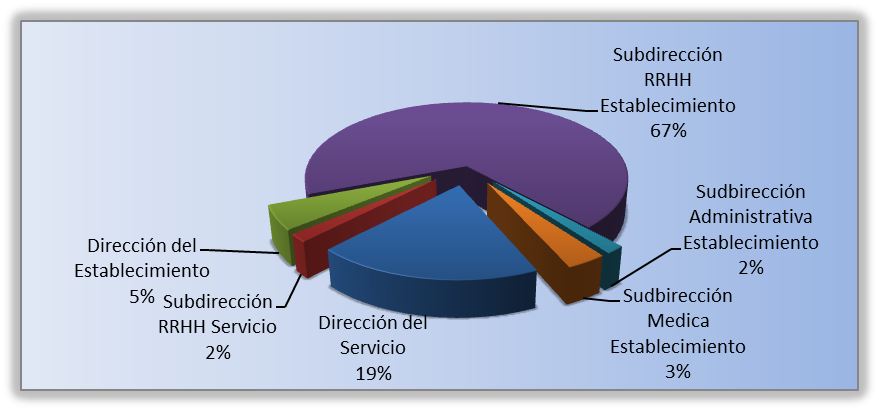 Subdirección
RRHH
Establecimiento
67%
Sudbirección
Administrativa
Establecimiento
2%
Sudbirección
Medica
Establecimiento
3%
Dirección del
Servicio
19%
Subdirección
RRHH Servicio
2%
Dirección del
Establecimiento
5%